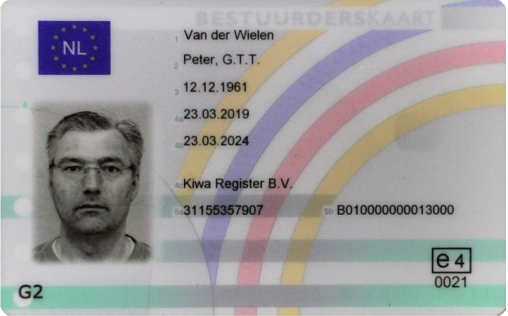 BESTUURDERSKAART
NL
1 Van der Wielen
2 Peter, G.T.T.
3 12.12.1961
4a 23.03.2019
4b 23.03.2024
4c Kiwa Register B.V.
5a 31155357907 5b B010000000013000
e 4
0021
G2